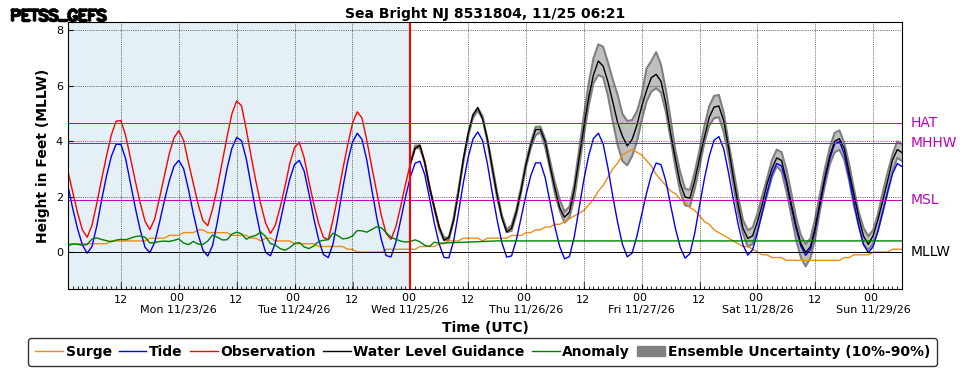 PETSS_GEFS
Sea Bright NJ 8531804, 11/25 06:21
Height in Feet (MLLW)
8
6
4
2
0
HAT
MHHW
MSL
MLLW
12 00 12 00 12 00 12 00 12 00 12 00 12 00
Mon 11/23/26 Tue 11/24/26 Wed 11/25/26 Thu 11/26/26 Fri 11/27/26 Sat 11/28/26 Sun 11/29/26
Time (UTC)
Surge Tide Observation Water Level Guidance Anomaly Ensemble Uncertainty (10%-90%)